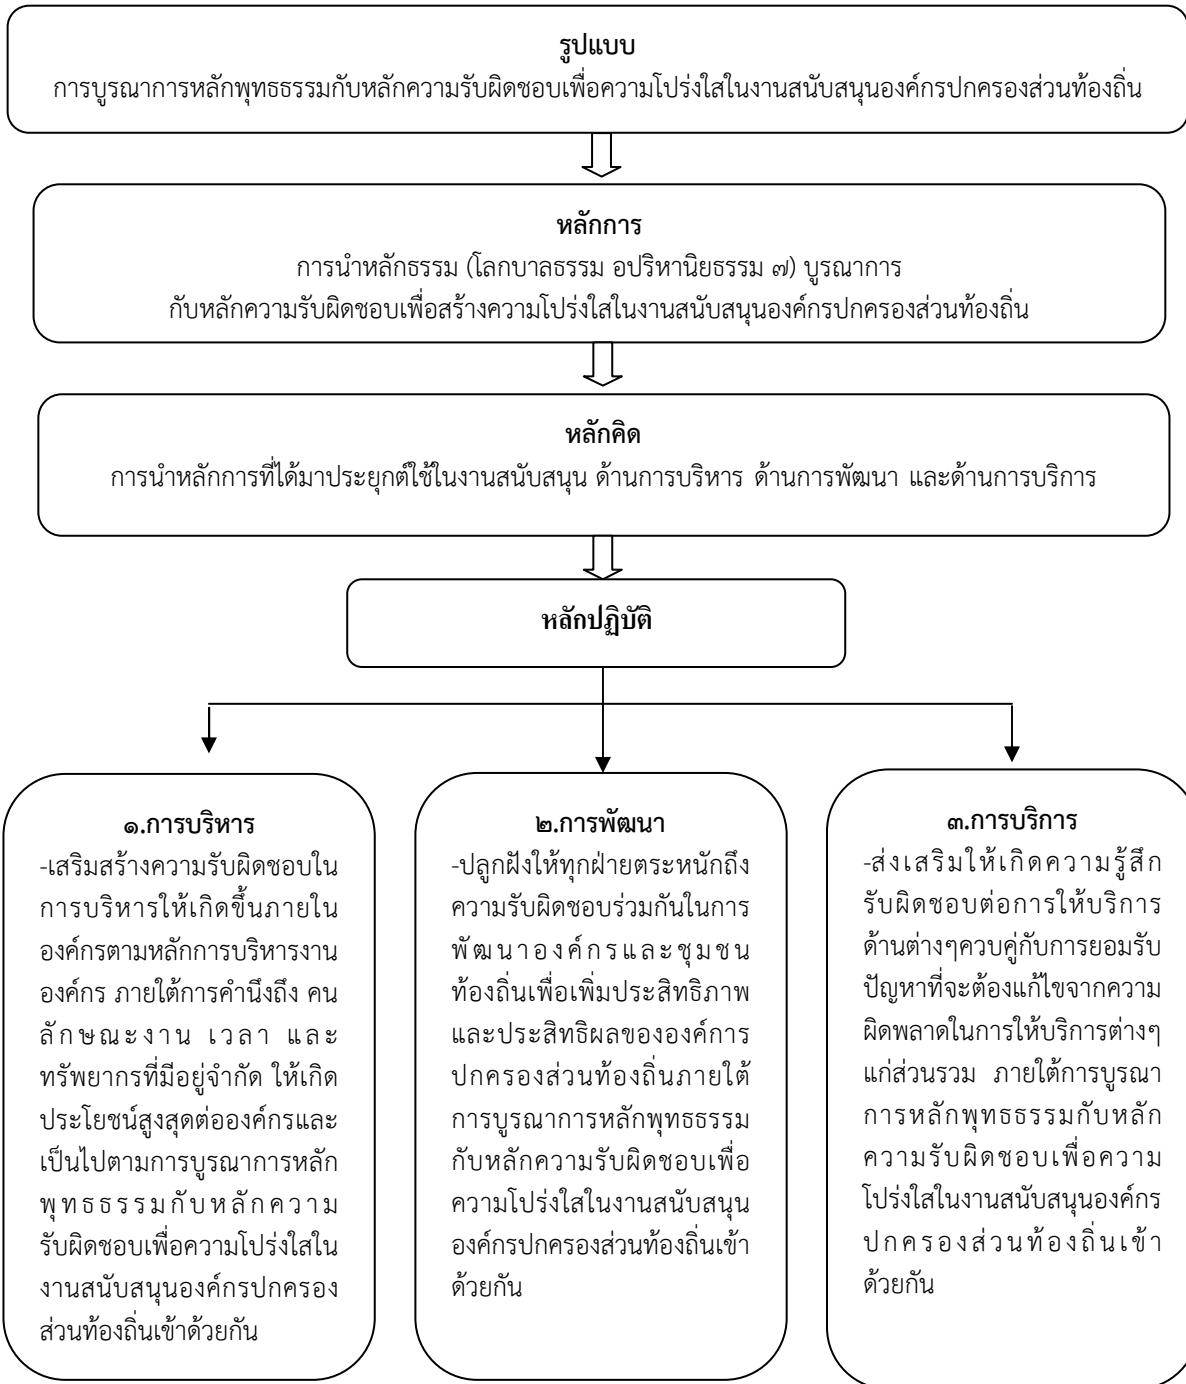 รูปแบบ
การบูรณาการหลักพุทธธรรมกับหลักความรับผิดชอบเพื่อความโปร่งใสในงานสนับสนุนองค์กรปกครองส่วนท้องถิ่น
หลักการ
การนำหลักธรรม (โลกบาลธรรม อปริหานิยธรรม ๗) บูรณาการ
กับหลักความรับผิดชอบเพื่อสร้างความโปร่งใสในงานสนับสนุนองค์กรปกครองส่วนท้องถิ่น
หลักคิด
การนำหลักการที่ได้มาประยุกต์ใช้ในงานสนับสนุน ด้านการบริหาร ด้านการพัฒนา และด้านการบริการ
หลักปฏิบัติ
๑.การบริหาร
-เสริมสร้างความรับผิดชอบใน
การบริหารให้เกิดขึ้นภายใน
องค์กรตามหลักการบริหารงาน
องค์กร ภายใต้การคำนึงถึง คน
ลักษณะงาน เวลา และ
ทรัพยากรที่มีอยู่จำกัด ให้เกิด
ประโยชน์สูงสุดต่อองค์กรและ
เป็นไปตามการบูรณาการหลัก
พุทธธรรมกับหลักความ
รับผิดชอบเพื่อความโปร่งใสใน
งานสนับสนุนองค์กรปกครอง
ส่วนท้องถิ่นเข้าด้วยกัน
๒.การพัฒนา
-ปลูกฝังให้ทุกฝ่ายตระหนักถึง
ความรับผิดชอบร่วมกันในการ
พัฒนาองค์กรและชุมชน
ท้องถิ่นเพื่อเพิ่มประสิทธิภาพ
และประสิทธิผลขององค์การ
ปกครองส่วนท้องถิ่นภายใต้
การบูรณาการหลักพุทธธรรม
กับหลักความรับผิดชอบเพื่อ
ความโปร่งใสในงานสนับสนุน
องค์กรปกครองส่วนท้องถิ่นเข้า
ด้วยกัน
๓.การบริการ
-ส่งเสริมให้เกิดความรู้สึก
รับผิดชอบต่อการให้บริการ
ด้านต่างๆควบคู่กับการยอมรับ
ปัญหาที่จะต้องแก้ไขจากความ
ผิดพลาดในการให้บริการต่างๆ
แก่ส่วนรวม ภายใต้การบูรณา
การหลักพุทธธรรมกับหลัก
ความรับผิดชอบเพื่อความ
โปร่งใสในงานสนับสนุนองค์กร
ปกครองส่วนท้องถิ่นเข้า
ด้วยกัน